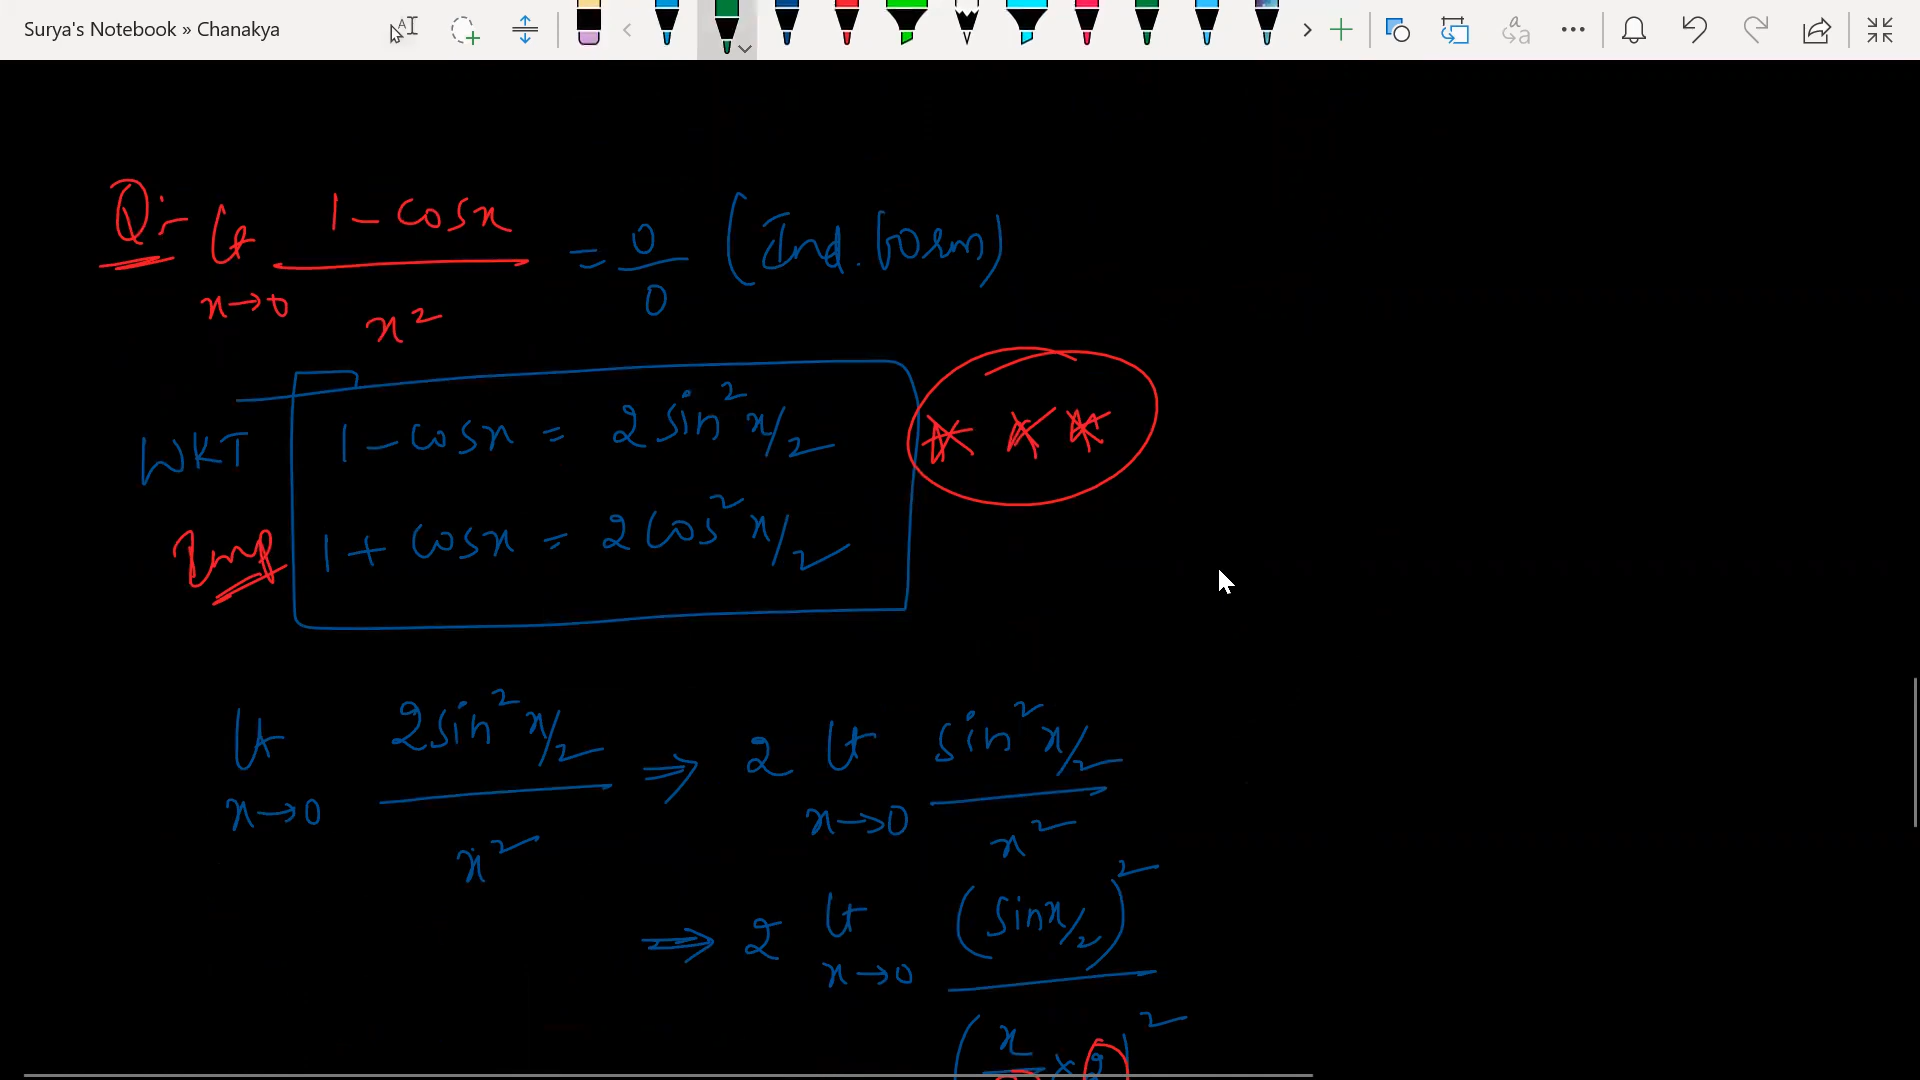 Surya's Notebook » Chanakya
Q:- lt x→0 (1 - cos x) / x² = 0/0 (Ind. form)
WKT 1 - cos x = 2 sin² x/2 ***
Imp 1 + cos x = 2 cos² x/2
lt x→0 (2 sin² x/2) / x² ⇒ 2 lt x→0 (sin² x/2) / x²
⇒ 2 lt x→0 (sin x/2)² / (x/2 × 2)²